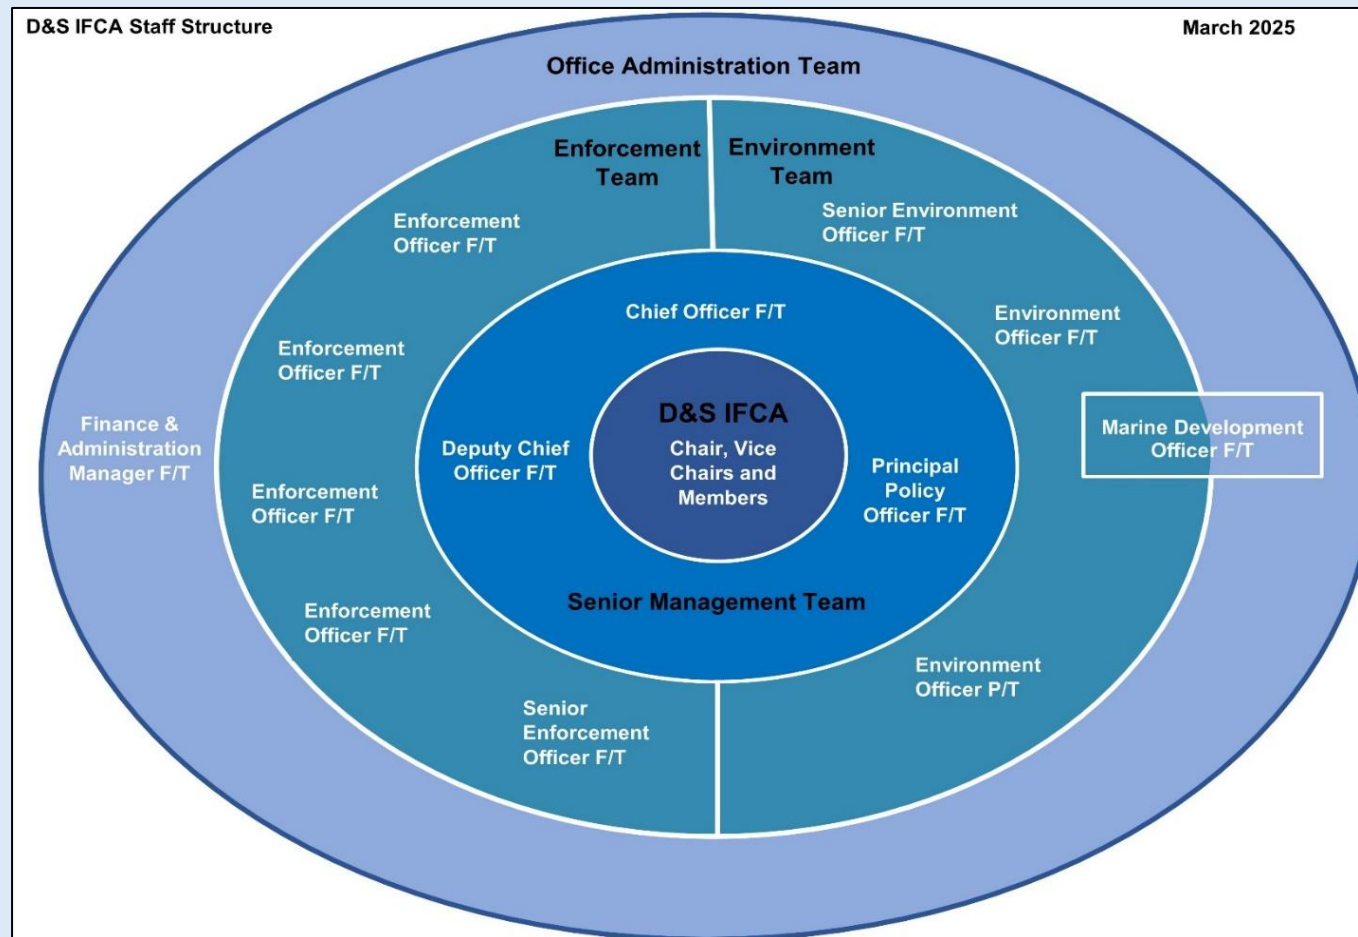 D&S IFCA Staff Structure
March 2025
Office Administration Team
Enforcement
Team
Environment
Team
Enforcement
Officer F/T
Senior Environment
Officer F/T
Chief Officer F/T
Environment
Officer F/T
Enforcement
Officer F/T
Finance &
Administration
Manager F/T
Deputy Chief
Officer F/T
D&S IFCA
Chair, Vice
Chairs and
Members
Principal
Policy
Officer F/T
Marine Development
Officer F/T
Enforcement
Officer F/T
Senior Management Team
Enforcement
Officer F/T
Environment
Officer P/T
Senior
Enforcement
Officer F/T